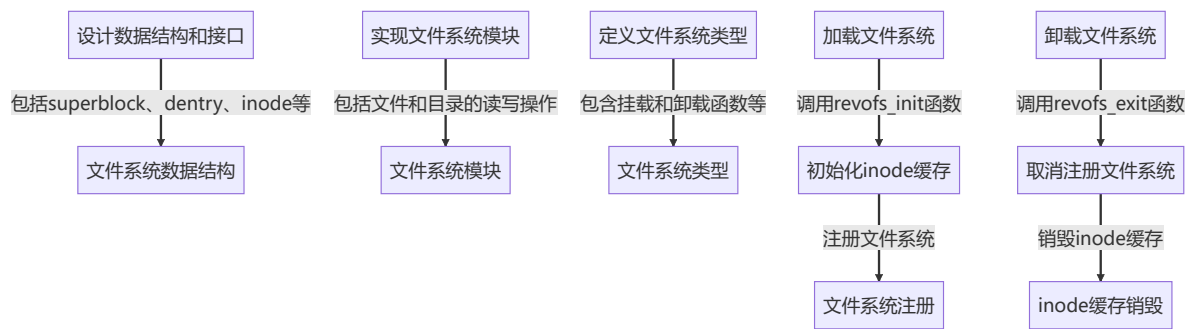 设计数据结构和接口
实现文件系统模块
定义文件系统类型
加载文件系统
卸载文件系统
包括superblock、dentry、inode等
包括文件和目录的读写操作
包含挂载和卸载函数等
调用revofs_init函数
调用revofs_exit函数
文件系统数据结构
文件系统模块
文件系统类型
初始化inode缓存
取消注册文件系统
注册文件系统
销毁inode缓存
文件系统注册
inode缓存销毁